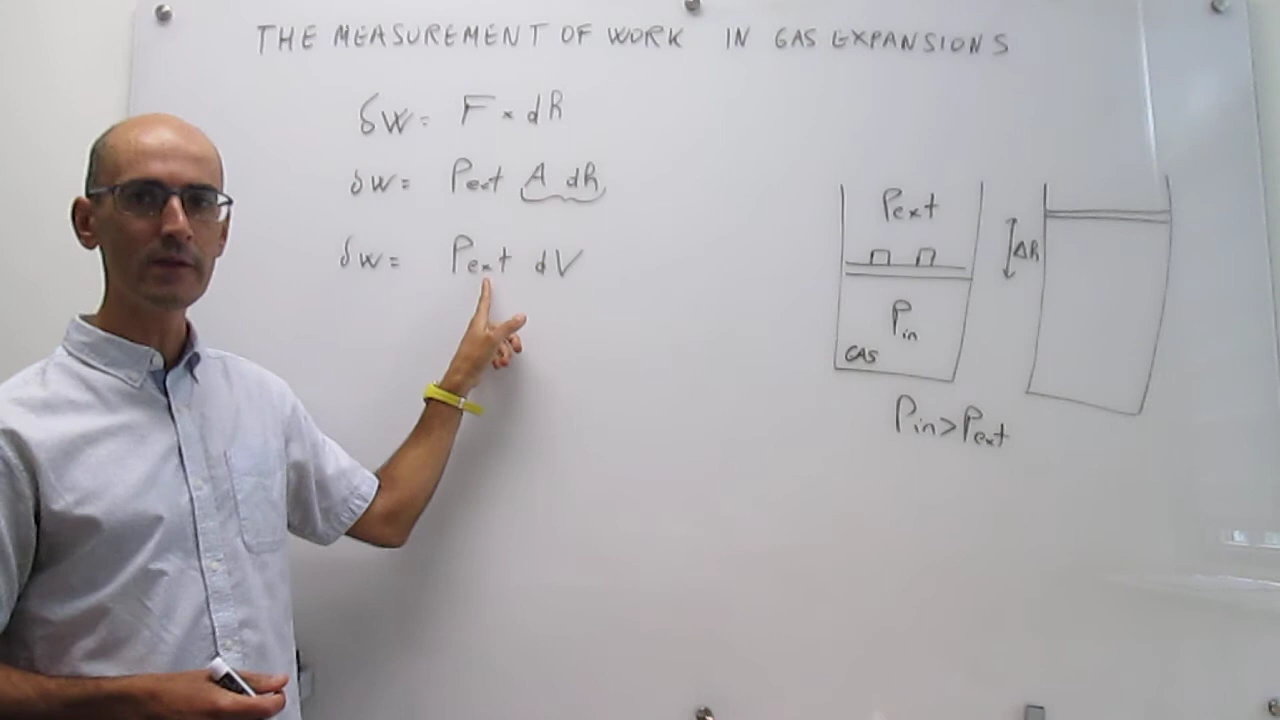 THE MEASUREMENT OF WORK IN GAS EXPANSIONS
δW = F × dh
δW = Pext A dh
δW = Pext dV
Pext
Δh
Pin
GAS
Pin > Pext